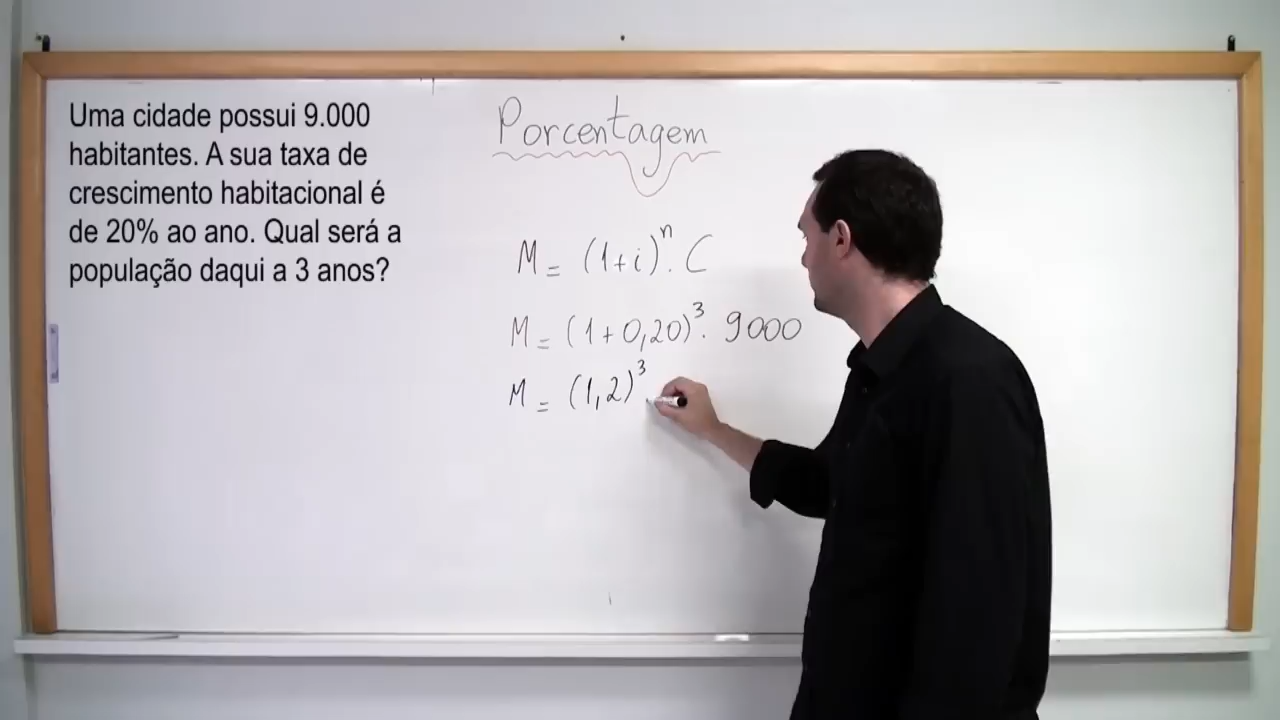 Uma cidade possui 9.000
habitantes. A sua taxa de
crescimento habitacional é
de 20% ao ano. Qual será a
população daqui a 3 anos?
Porcentagem
M = (1+i)ⁿ. C
M = (1+0,20)³. 9000
M = (1,2)³.